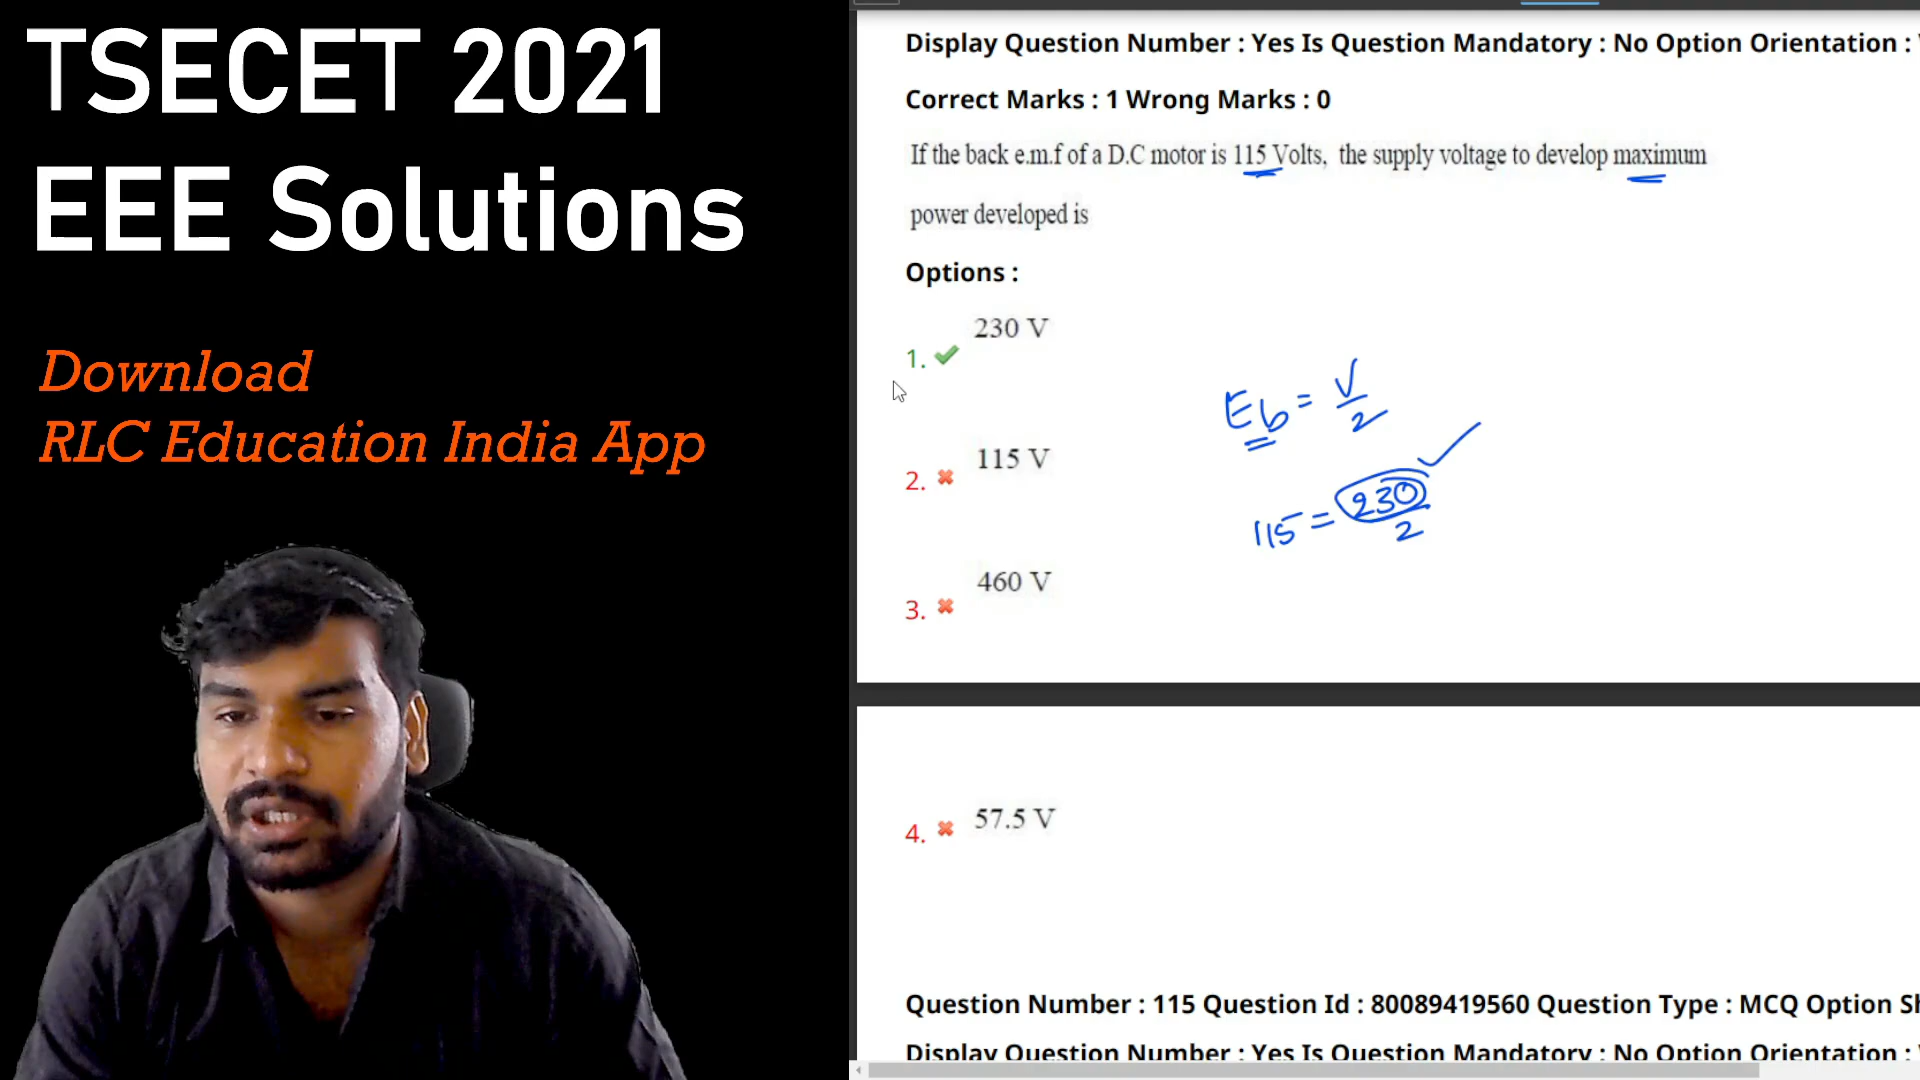 TSECET 2021
EEE Solutions
Download
RLC Education India App
Display Question Number : Yes Is Question Mandatory : No Option Orientation :
Correct Marks : 1 Wrong Marks : 0
If the back e.m.f of a D.C motor is 115 Volts, the supply voltage to develop maximum
power developed is
Options :
230 V
1.
115 V
2.
460 V
3.
Eb = V/2
115 = 230/2
57.5 V
4.
Question Number : 115 Question Id : 80089419560 Question Type : MCQ Option
Display Question Number : Yes Is Question Mandatory : No Option Orientation :